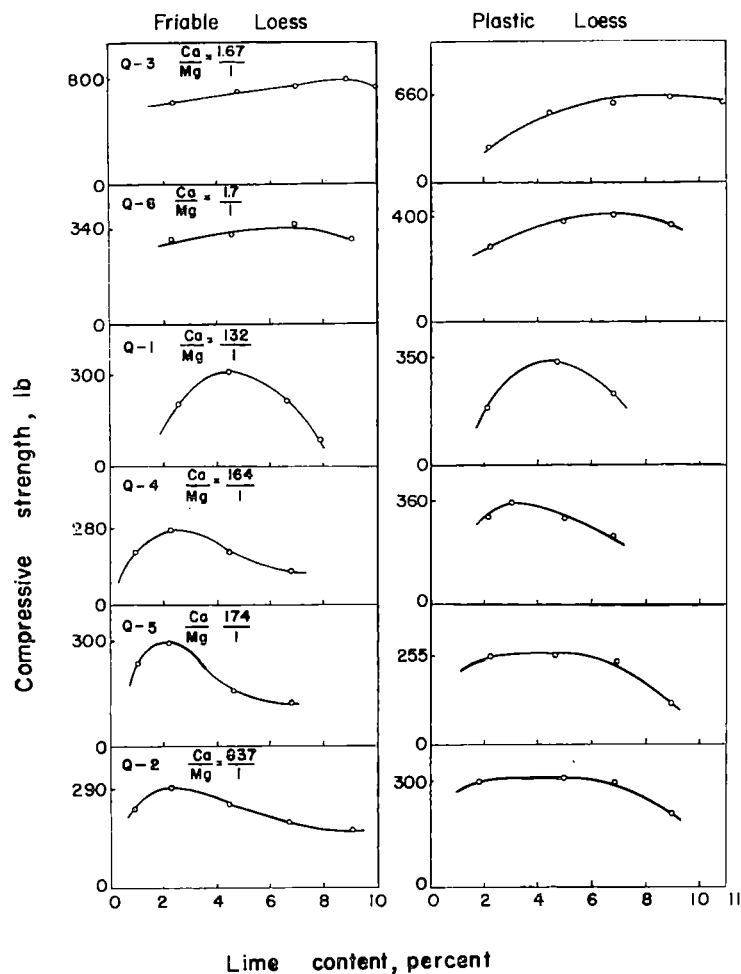 Friable Loess
Plastic Loess
Q-3 Ca/Mg = 1.67/1
800
0
660
0
Q-6 Ca/Mg = 1.7/1
340
0
400
0
Q-1 Ca/Mg = 132/1
300
0
350
0
Q-4 Ca/Mg = 164/1
280
0
360
0
Q-5 Ca/Mg 174/1
300
0
255
0
Q-2 Ca/Mg =
290
0
300
0
0 2 4 6 8 10
0 2 4 6 8 10 11
Compressive strength, lb
Lime content, percent